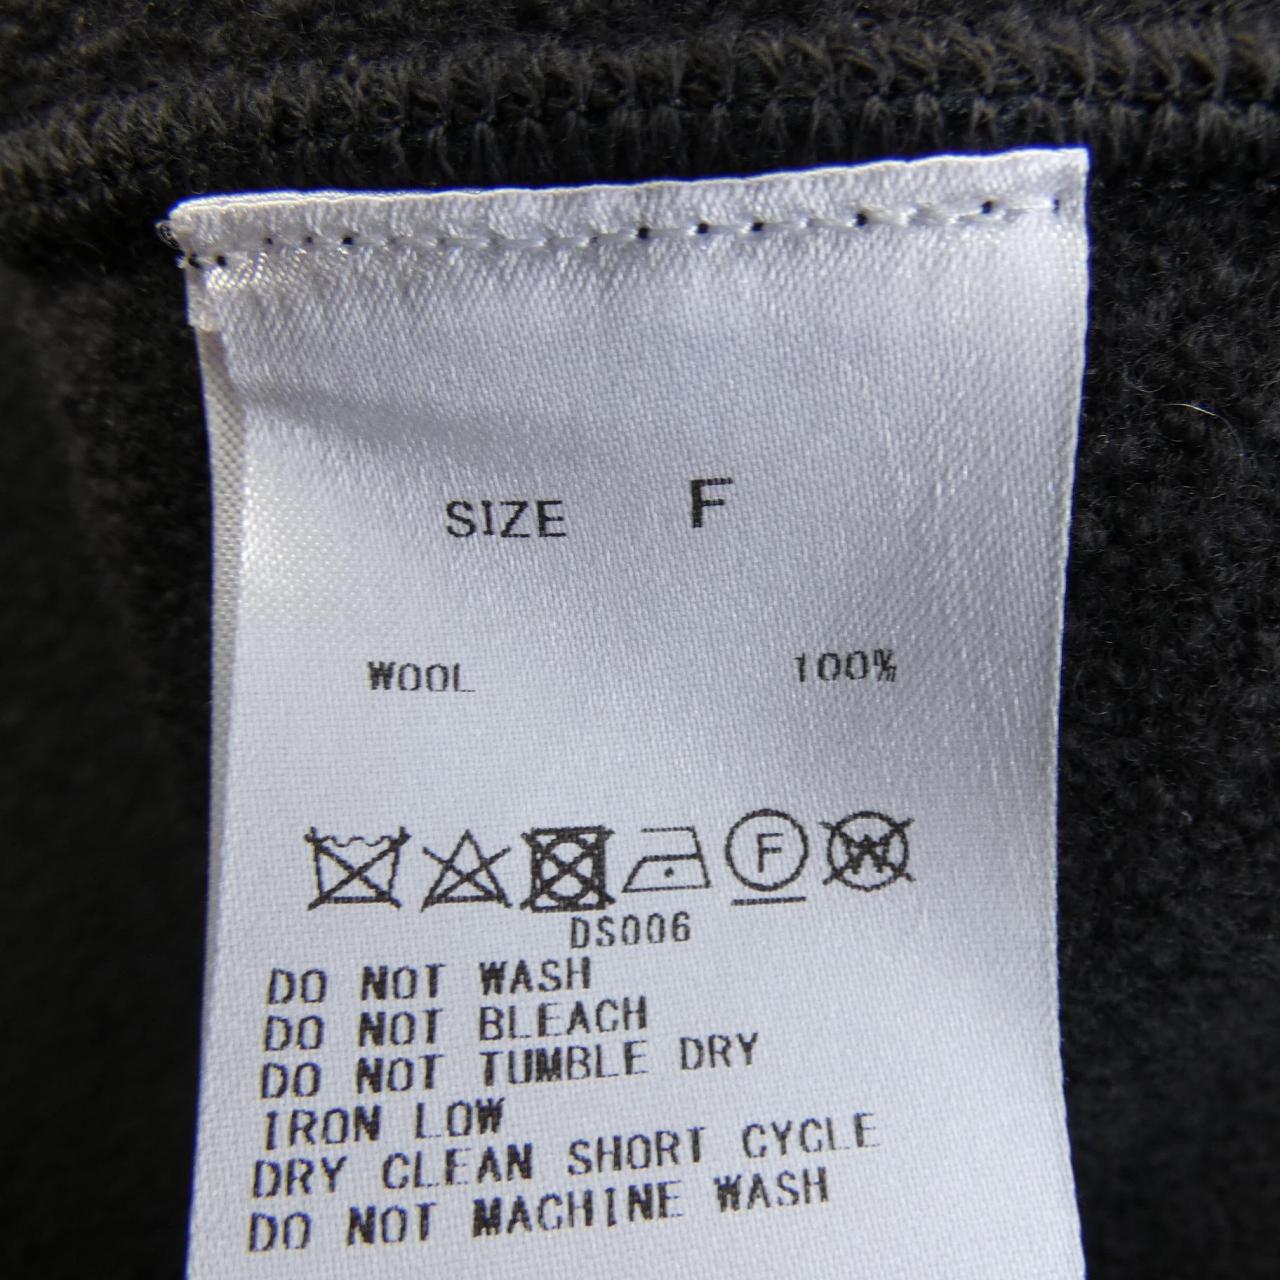 SIZE F
WOOL 100%
F W
DS006
DO NOT WASH
DO NOT BLEACH
DO NOT TUMBLE DRY
IRON LOW
DRY CLEAN SHORT CYCLE
DO NOT MACHINE WASH